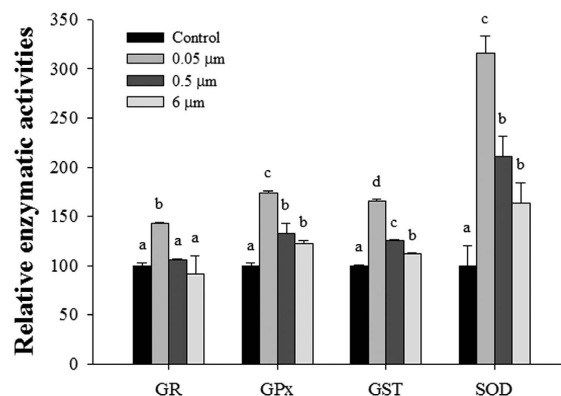 Relative enzymatic activities
350
300
250
200
150
100
50
0
Control
0.05 μm
0.5 μm
6 μm
a b a a
a c b b
a d c b
a c b b
GR GPx GST SOD